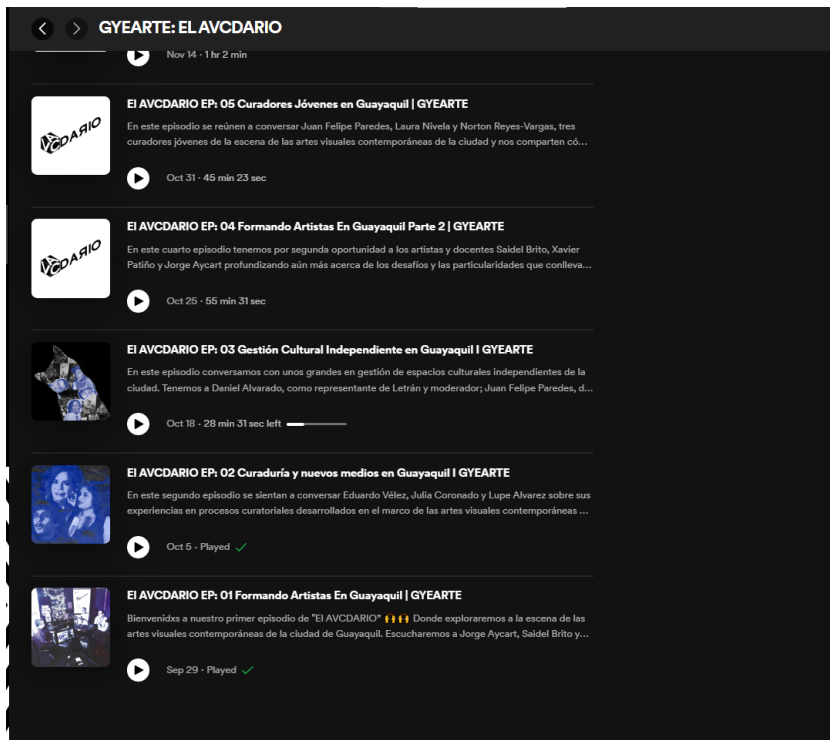 GYEARTE: EL AVCDARIO
Nov 14 · 1 hr 2 min
AVCDARIO
El AVCDARIO EP: 05 Curadores Jóvenes en Guayaquil | GYEARTE
En este episodio se reúnen a conversar Juan Felipe Paredes, Laura Nivela y Norton Reyes-Vargas, tres
curadores jóvenes de la escena de las artes visuales contemporáneas de la ciudad y nos comparten có...
Oct 31 · 45 min 23 sec
AVCDARIO
El AVCDARIO EP: 04 Formando Artistas En Guayaquil Parte 2 | GYEARTE
En este cuarto episodio tenemos por segunda oportunidad a los artistas y docentes Saidel Brito, Xavier
Patiño y Jorge Aycart profundizando aún más acerca de los desafíos y las particularidades que conlleva...
Oct 25 · 55 min 31 sec
El AVCDARIO EP: 03 Gestión Cultural Independiente en Guayaquil I GYEARTE
En este episodio conversamos con unos grandes en gestión de espacios culturales independientes de la
ciudad. Tenemos a Daniel Alvarado, como representante de Letrán y moderador; Juan Felipe Paredes, d...
Oct 18 · 28 min 31 sec left
El AVCDARIO EP: 02 Curaduría y nuevos medios en Guayaquil I GYEARTE
En este segundo episodio se sientan a conversar Eduardo Vélez, Julia Coronado y Lupe Alvarez sobre sus
experiencias en procesos curatoriales desarrollados en el marco de las artes visuales contemporáneas ...
Oct 5 · Played
El AVCDARIO EP: 01 Formando Artistas En Guayaquil | GYEARTE
Bienvenidxs a nuestro primer episodio de "El AVCDARIO" 🙌🙌 Donde exploraremos a la escena de las
artes visuales contemporáneas de la ciudad de Guayaquil. Escucharemos a Jorge Aycart, Saidel Brito y...
Sep 29 · Played